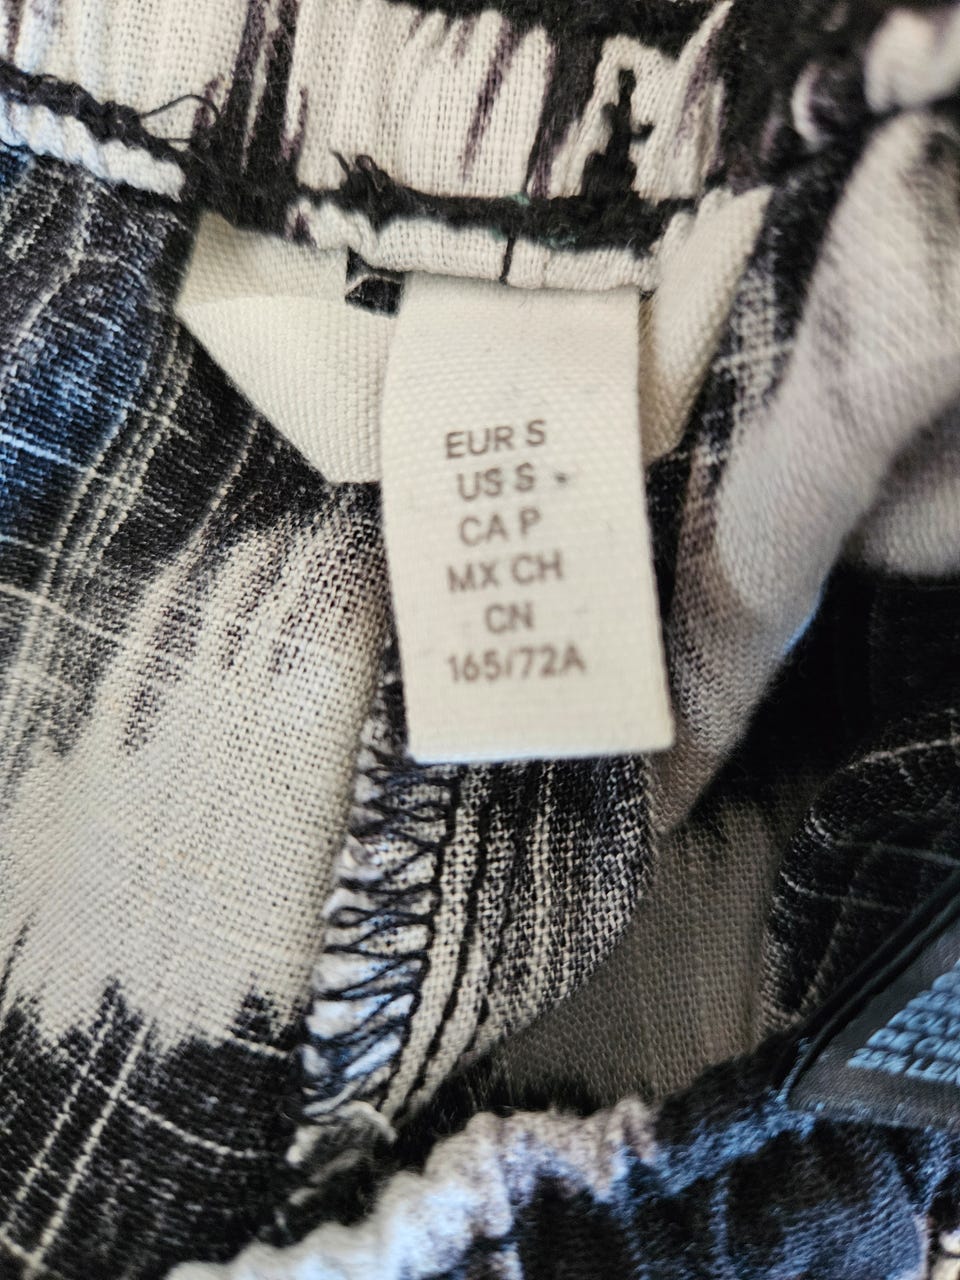 EUR S
US S
CA P
MX CH
CN
165/72A